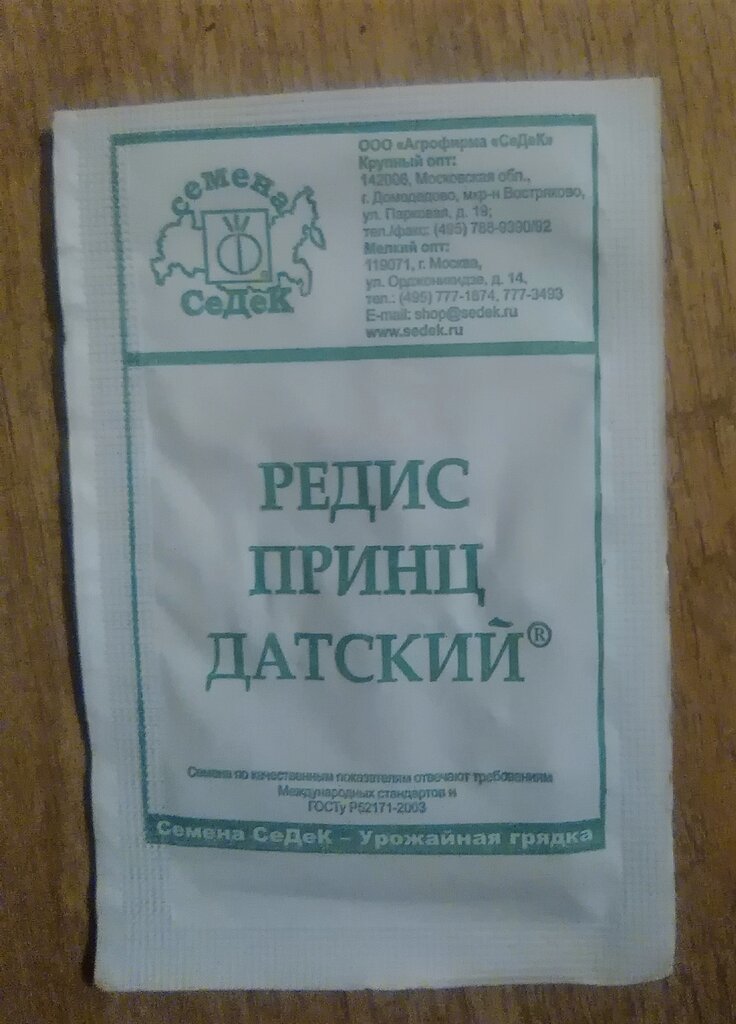 семена
СеДеК
ООО «Агрофирма «СеДеК»
Крупный опт:
142006, Московская обл.,
г. Домодедово, мкр-н Востряково,
ул. Парковая, д. 19;
тел./факс: (495) 788-9390/92
Мелкий опт:
119071, г. Москва,
ул. Орджоникидзе, д. 14,
тел.: (495) 777-1674, 777-3493
E-mail: shop@sedek.ru
www.sedek.ru
РЕДИС
ПРИНЦ
ДАТСКИЙ®
Семена по качественным показателям отвечают требованиям
Международных стандартов и
ГОСТу Р52171-2003
Семена СеДеК – Урожайная грядка